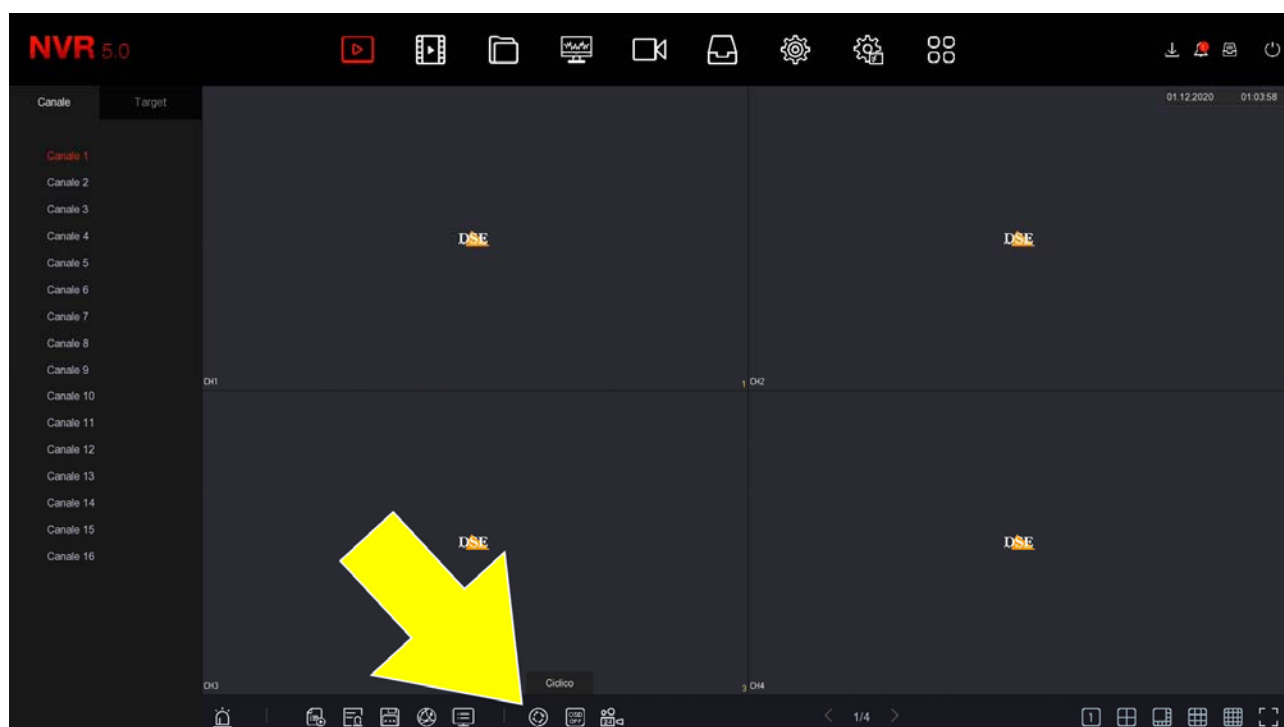 NVR 5.0
Canale Target
01.12.2020 01:03:58
Canale 1
Canale 2
Canale 3
Canale 4
Canale 5
Canale 6
Canale 7
Canale 8
Canale 9
Canale 10
Canale 11
Canale 12
Canale 13
Canale 14
Canale 15
Canale 16
DSE DSE
CH1 1 CH2
DSE DSE
Ciclico
CH3 3 CH4
OSD
OFF
1/4
1